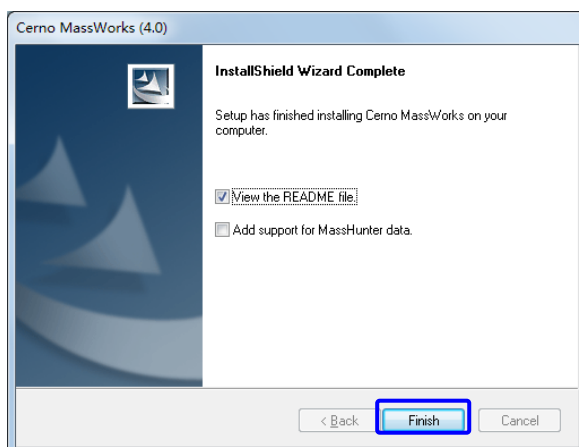 Cerno MassWorks (4.0)
InstallShield Wizard Complete
Setup has finished installing Cerno MassWorks on your
computer.
View the README file.
Add support for MassHunter data.
< Back
Finish
Cancel